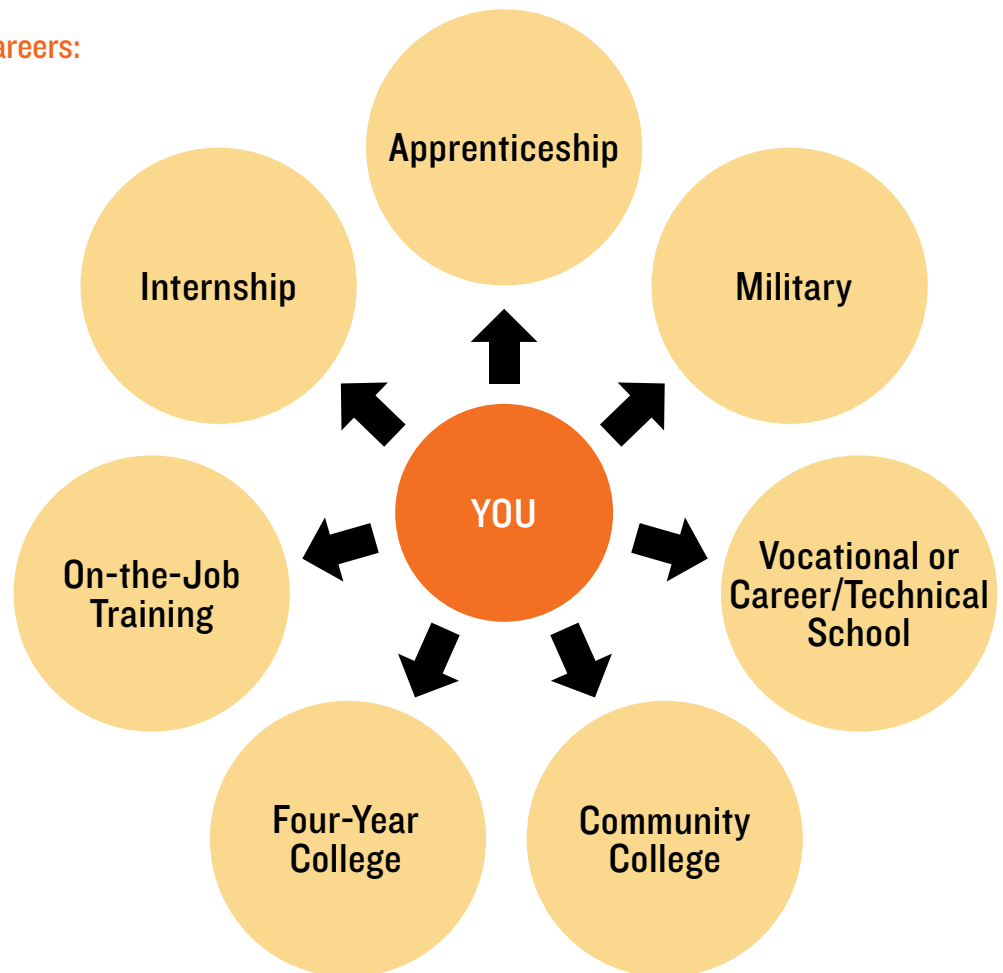 areers:
Apprenticeship
Internship
Military
YOU
On-the-Job
Training
Vocational or
Career/Technical
School
Four-Year
College
Community
College